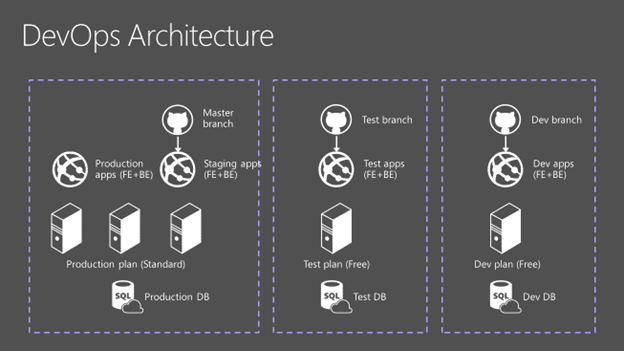 DevOps Architecture
Master
branch
Production
apps (FE+BE)
Staging apps
(FE+BE)
Production plan (Standard)
SQL
Production DB
Test branch
Test apps
(FE+BE)
Test plan (Free)
SQL
Test DB
Dev branch
Dev apps
(FE+BE)
Dev plan (Free)
SQL
Dev DB